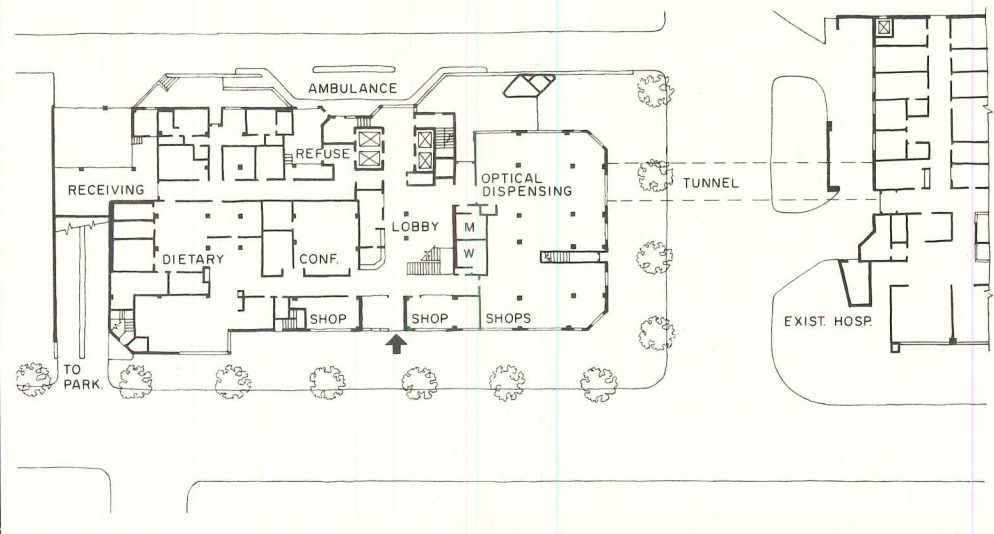 AMBULANCE
REFUSE
RECEIVING
OPTICAL
DISPENSING
TUNNEL
LOBBY
M
W
DIETARY
CONF.
SHOP
SHOP
SHOPS
EXIST. HOSP.
TO
PARK.